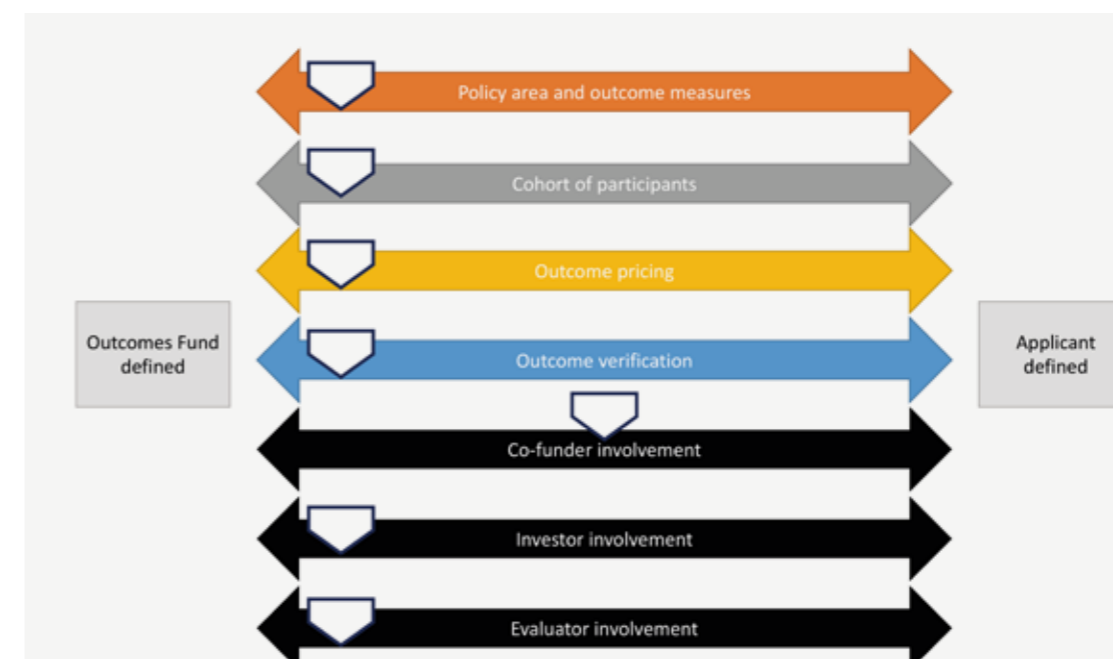 Policy area and outcome measures
Cohort of participants
Outcome pricing
Outcomes Fund
defined
Outcome verification
Applicant
defined
Co-funder involvement
Investor involvement
Evaluator involvement